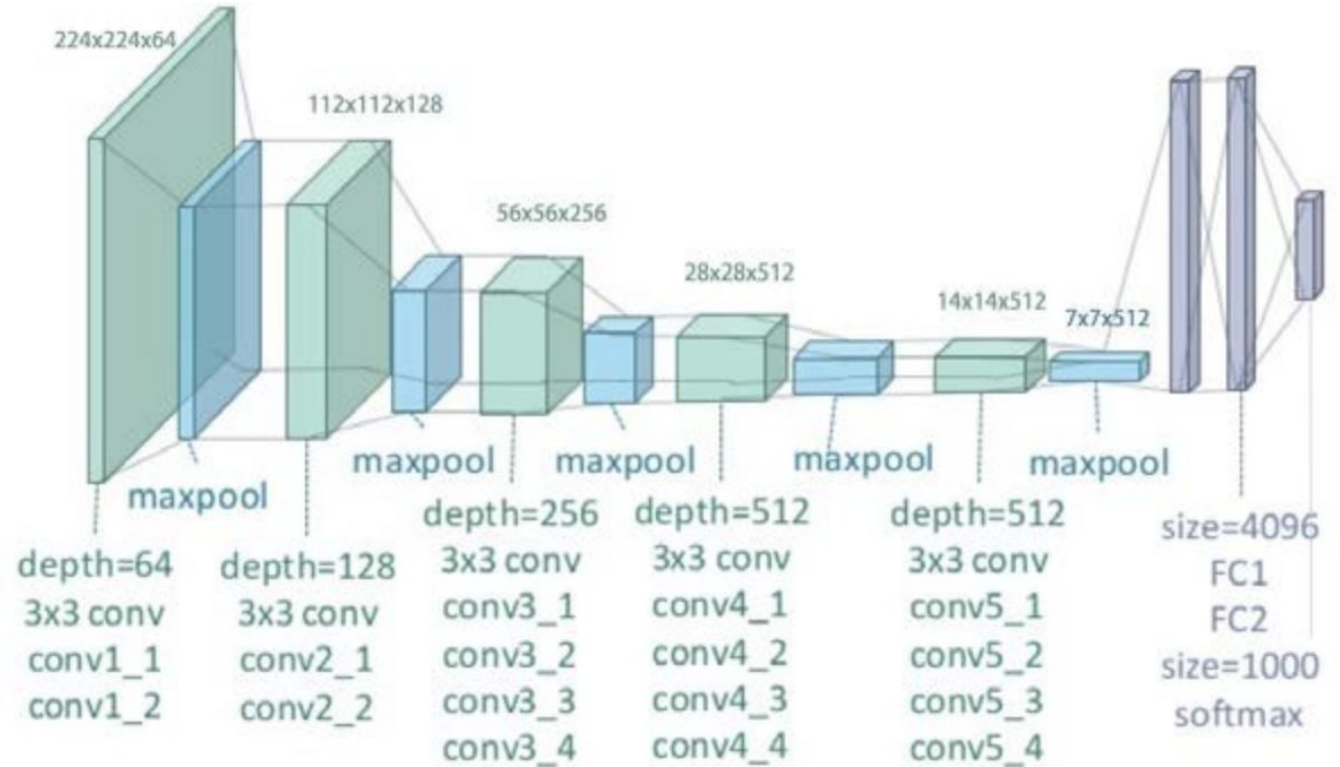 224x224x64
112x112x128
56x56x256
28x28x512
14x14x512
7x7x512
maxpool
maxpool
maxpool
maxpool
maxpool
depth=64
3x3 conv
conv1_1
conv1_2
depth=128
3x3 conv
conv2_1
conv2_2
depth=256
3x3 conv
conv3_1
conv3_2
conv3_3
conv3_4
depth=512
3x3 conv
conv4_1
conv4_2
conv4_3
conv4_4
depth=512
3x3 conv
conv5_1
conv5_2
conv5_3
conv5_4
size=4096
FC1
FC2
size=1000
softmax